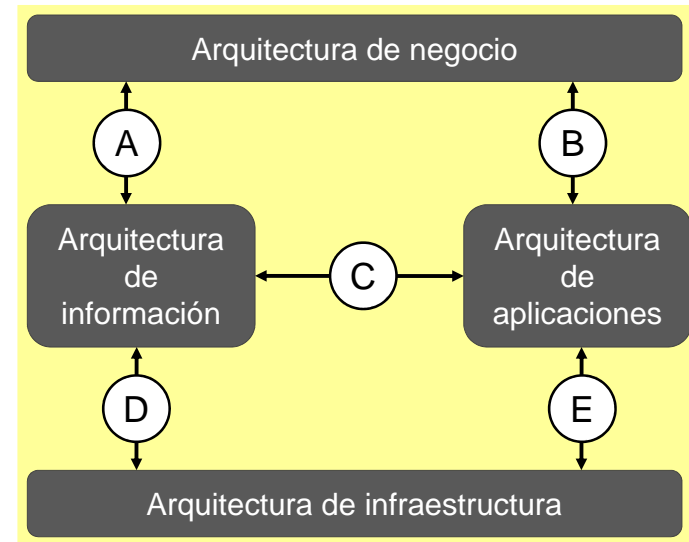 Arquitectura de negocio
A
B
Arquitectura
de
información
C
Arquitectura
de
aplicaciones
D
E
Arquitectura de infraestructura